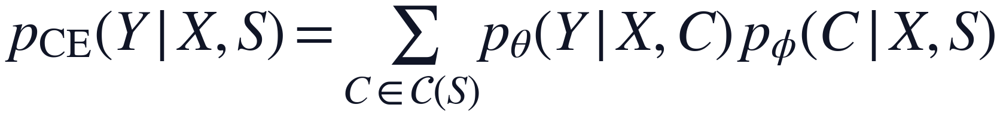 p_CE(Y|X, S) = ∑_{C∈𝒞(S)} p_θ(Y|X, C) p_ϕ(C|X, S)